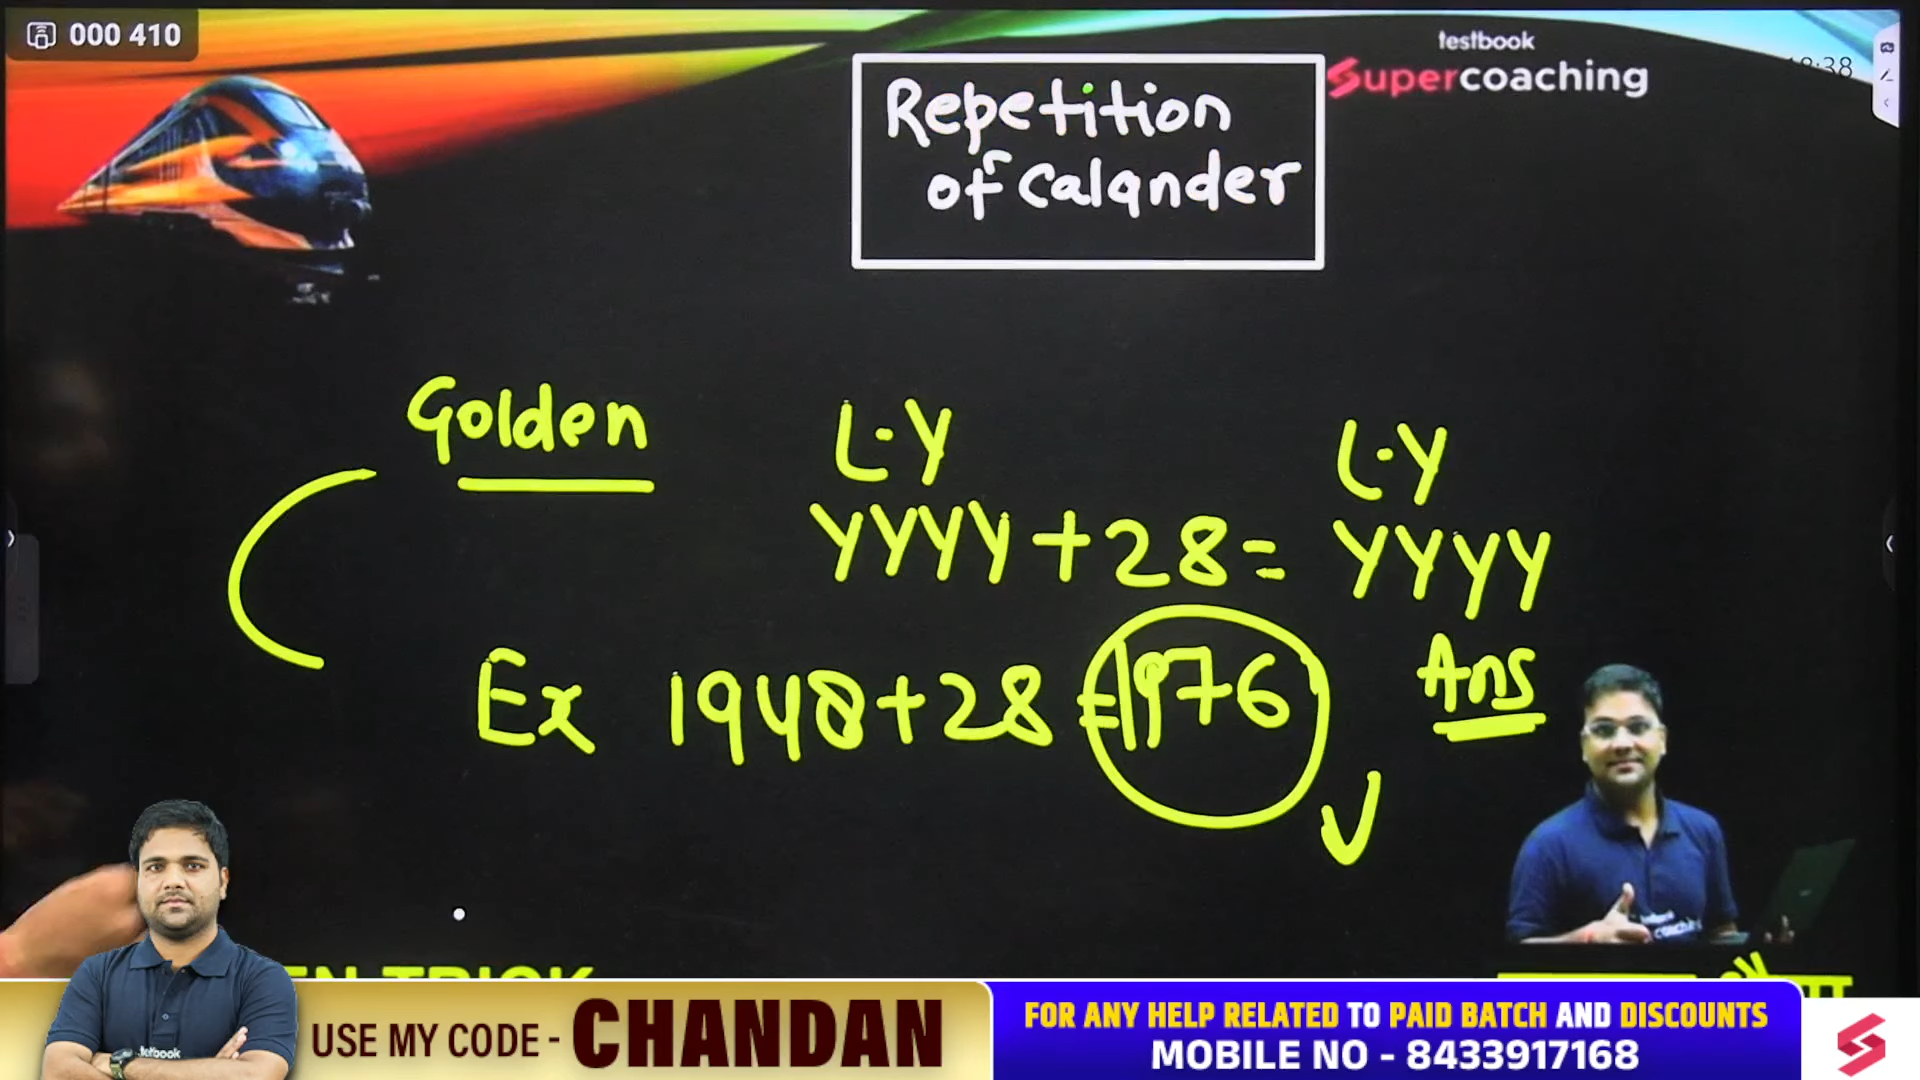 000 410
testbook
Supercoaching
Repetition
of Calander
Golden
L.Y
L.Y
YYYY + 28 = YYYY
Ex 1948 + 28 = 1976
Ans
USE MY CODE - CHANDAN
FOR ANY HELP RELATED TO PAID BATCH AND DISCOUNTS
MOBILE NO - 8433917168